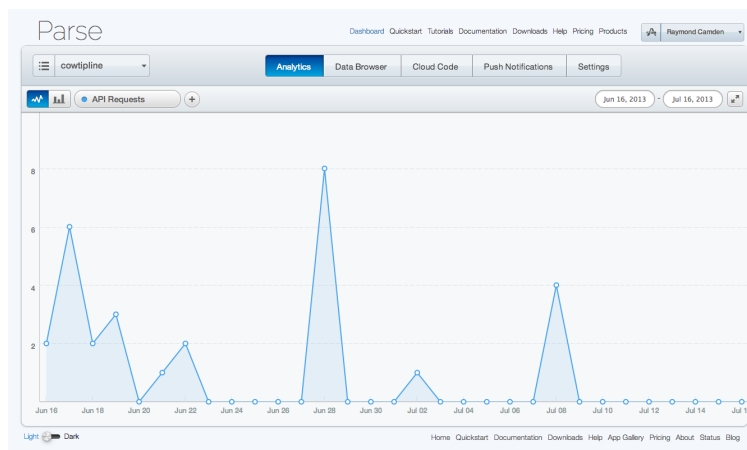 Parse
Dashboard Quickstart Tutorials Documentation Downloads Help Pricing Products Raymond Camden
cowtipline Analytics Data Browser Cloud Code Push Notifications Settings
API Requests + Jun 16, 2013 - Jul 16, 2013
8
6
4
2
Jun 16 Jun 18 Jun 20 Jun 22 Jun 24 Jun 26 Jun 28 Jun 30 Jul 02 Jul 04 Jul 06 Jul 08 Jul 10 Jul 12 Jul 14 Jul 1
Light Dark Home Quickstart Documentation Downloads Help App Gallery Pricing About Status Blog